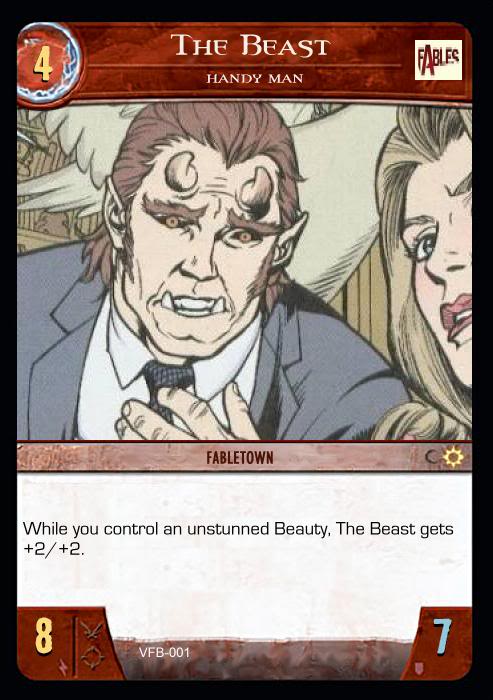 4
THE BEAST
FABLES
HANDY MAN
FABLETOWN
C
While you control an unstunned Beauty, The Beast gets
+2/+2.
8
7
VFB-001